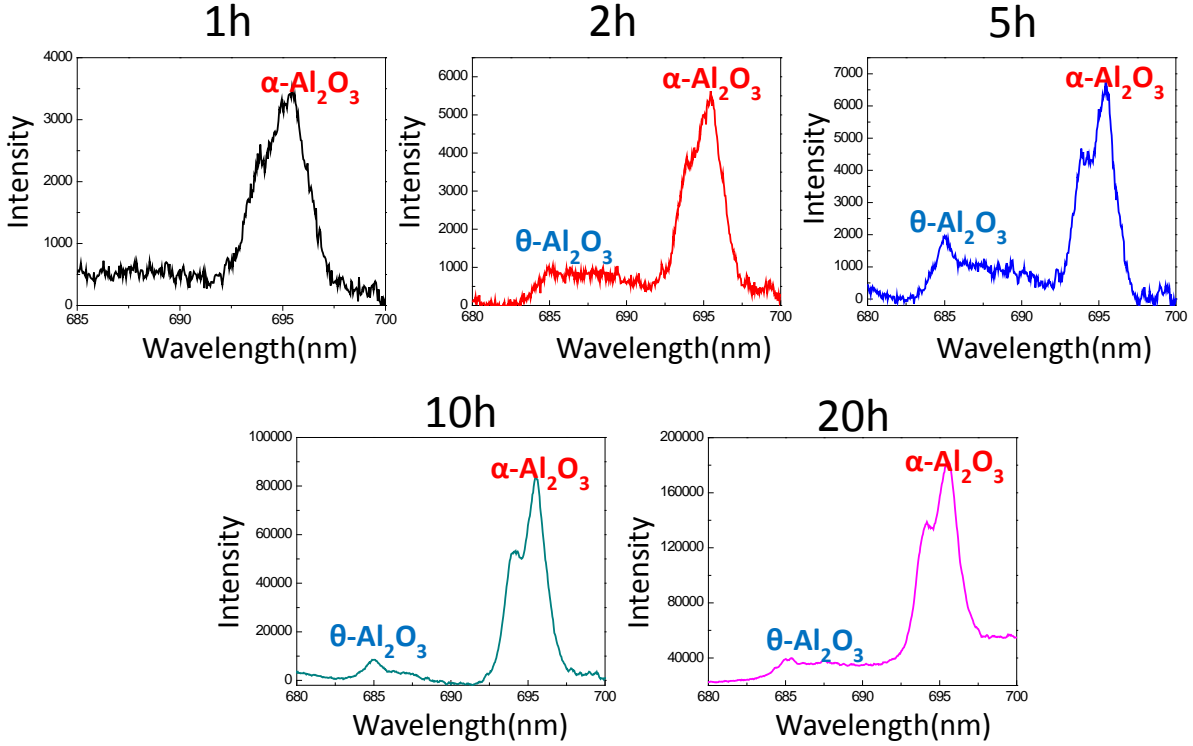 1h
2h
5h
4000
3000
2000
1000
0
685
690
695
700
Intensity
Wavelength(nm)
α-Al₂O₃
6000
5000
4000
3000
2000
1000
0
680
685
690
695
700
Intensity
Wavelength(nm)
α-Al₂O₃
θ-Al₂O₃
7000
6000
5000
4000
3000
2000
1000
0
680
685
690
695
700
Intensity
Wavelength(nm)
α-Al₂O₃
θ-Al₂O₃
10h
20h
100000
80000
60000
40000
20000
0
680
685
690
695
700
Intensity
Wavelength(nm)
α-Al₂O₃
θ-Al₂O₃
200000
160000
120000
80000
40000
680
685
690
695
700
Intensity
Wavelength(nm)
α-Al₂O₃
θ-Al₂O₃